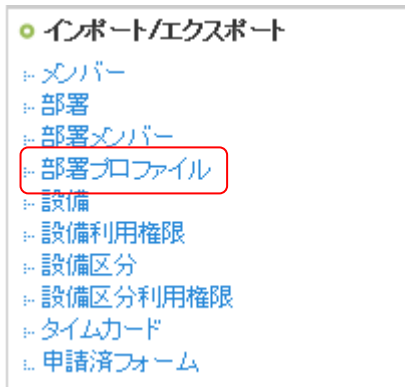 インポート/エクスポート
メンバー
部署
部署メンバー
部署プロファイル
設備
設備利用権限
設備区分
設備区分利用権限
タイムカード
申請済フォーム